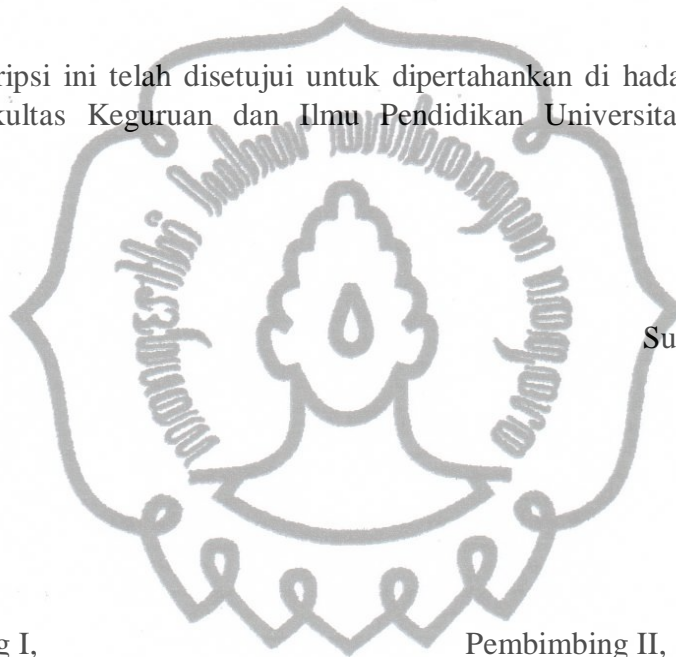 ripsi ini telah disetujui untuk dipertahankan di hada
kultas Keguruan dan Ilmu Pendidikan Universita
Su
g I,
Pembimbing II,